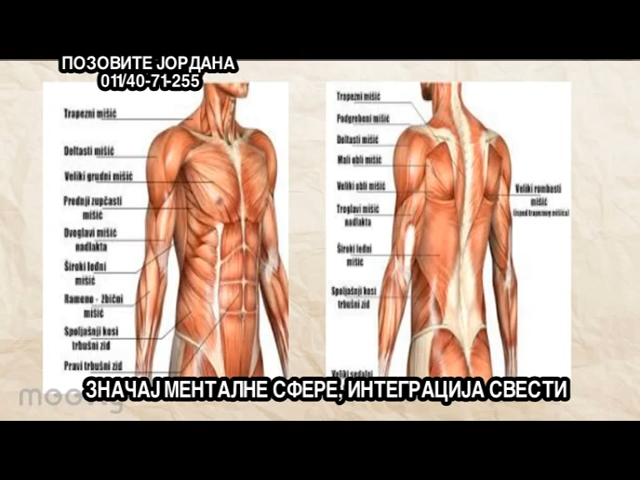 ПОЗОВИТЕ ЈОРДАНА
011/40-71-255
Trapezni mišić
Deltasti mišić
Veliki grudni mišić
Prednji zupčasti
mišić
Dvoglavi mišić
nadlakta
Široki leđni
mišić
Rameno - žbični
mišić
Spoljašnji kosi
trbušni zid
Pravi trbušni zid
Trapezni mišić
Podgrebeni mišić
Deltasti mišić
Mali obli mišić
Veliki obli mišić
Troglavi mišić
nadlakta
Široki leđni
mišić
Spoljašnji kosi
trbušni zid
Veliki sedalni
Veliki rombasti
mišić
(ispod trapeznog mišića)
ЗНАЧАЈ МЕНТАЛНЕ СФЕРЕ, ИНТЕГРАЦИЈА СВЕСТИ